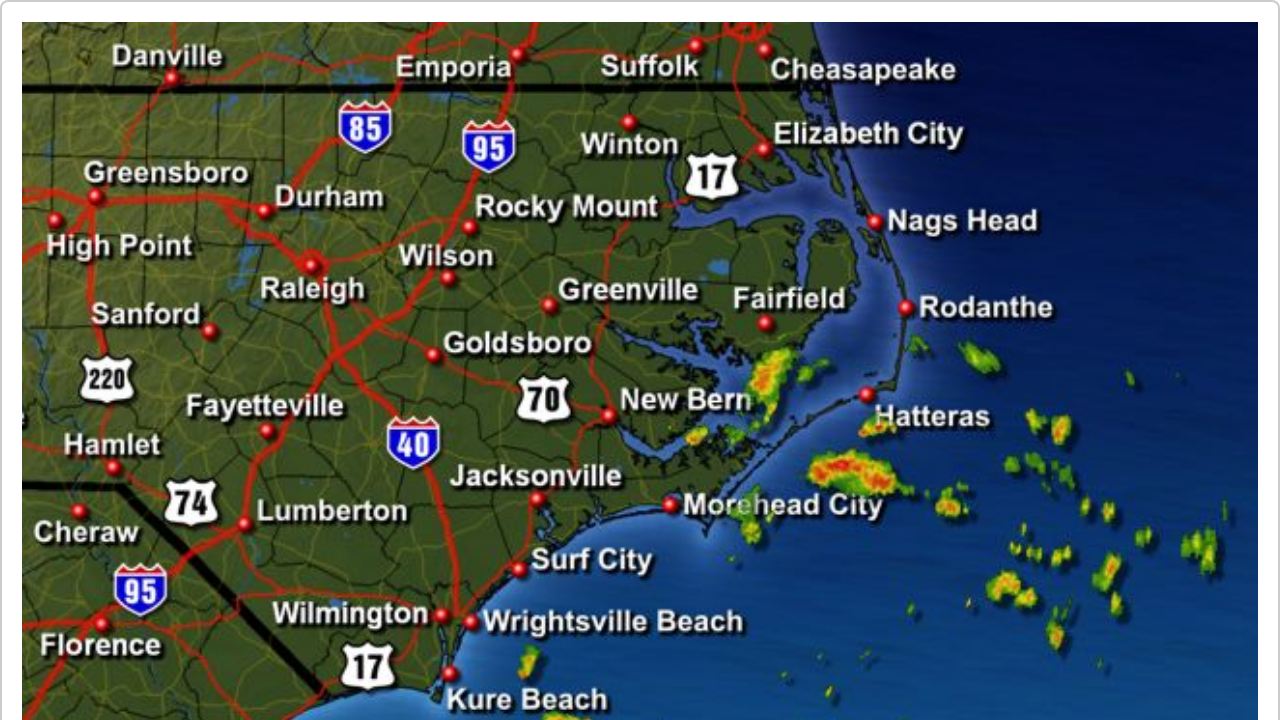 Danville
Emporia
Suffolk
Cheasapeake
85
95
Winton
Elizabeth City
17
Greensboro
Durham
Rocky Mount
Nags Head
High Point
Wilson
Raleigh
Greenville
Fairfield
Rodanthe
Sanford
Goldsboro
220
70
New Bern
Fayetteville
Hatteras
Hamlet
40
Jacksonville
74
Lumberton
Morehead City
Cheraw
Surf City
95
Wilmington
Wrightsville Beach
Florence
17
Kure Beach